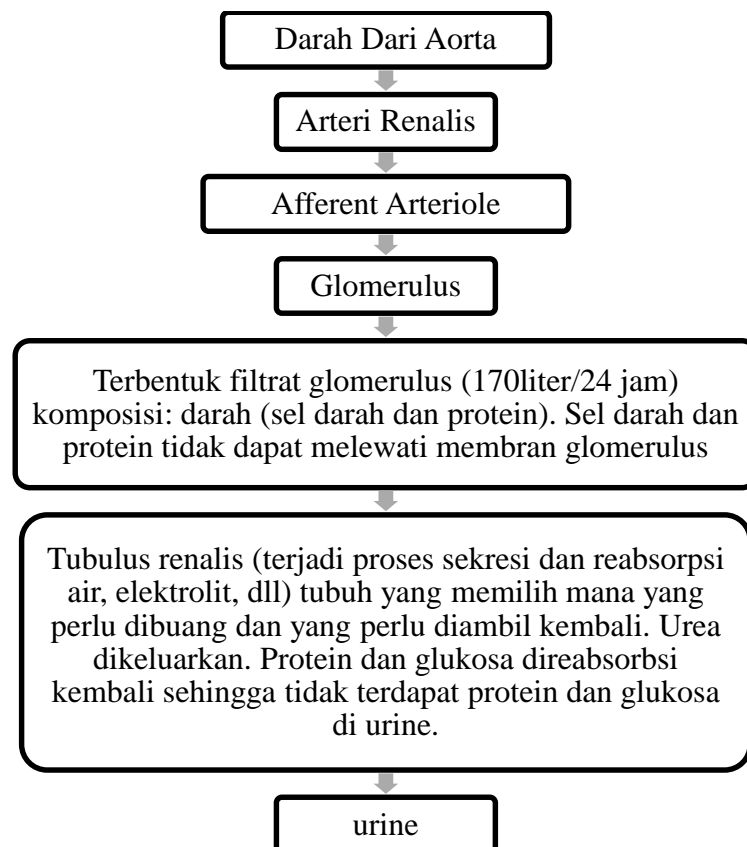 Darah Dari Aorta
Arteri Renalis
Afferent Arteriole
Glomerulus
Terbentuk filtrat glomerulus (170liter/24 jam)
komposisi: darah (sel darah dan protein). Sel darah dan
protein tidak dapat melewati membran glomerulus
Tubulus renalis (terjadi proses sekresi dan reabsorpsi
air, elektrolit, dll) tubuh yang memilih mana yang
perlu dibuang dan yang perlu diambil kembali. Urea
dikeluarkan. Protein dan glukosa direabsorbsi
kembali sehingga tidak terdapat protein dan glukosa
di urine.
urine